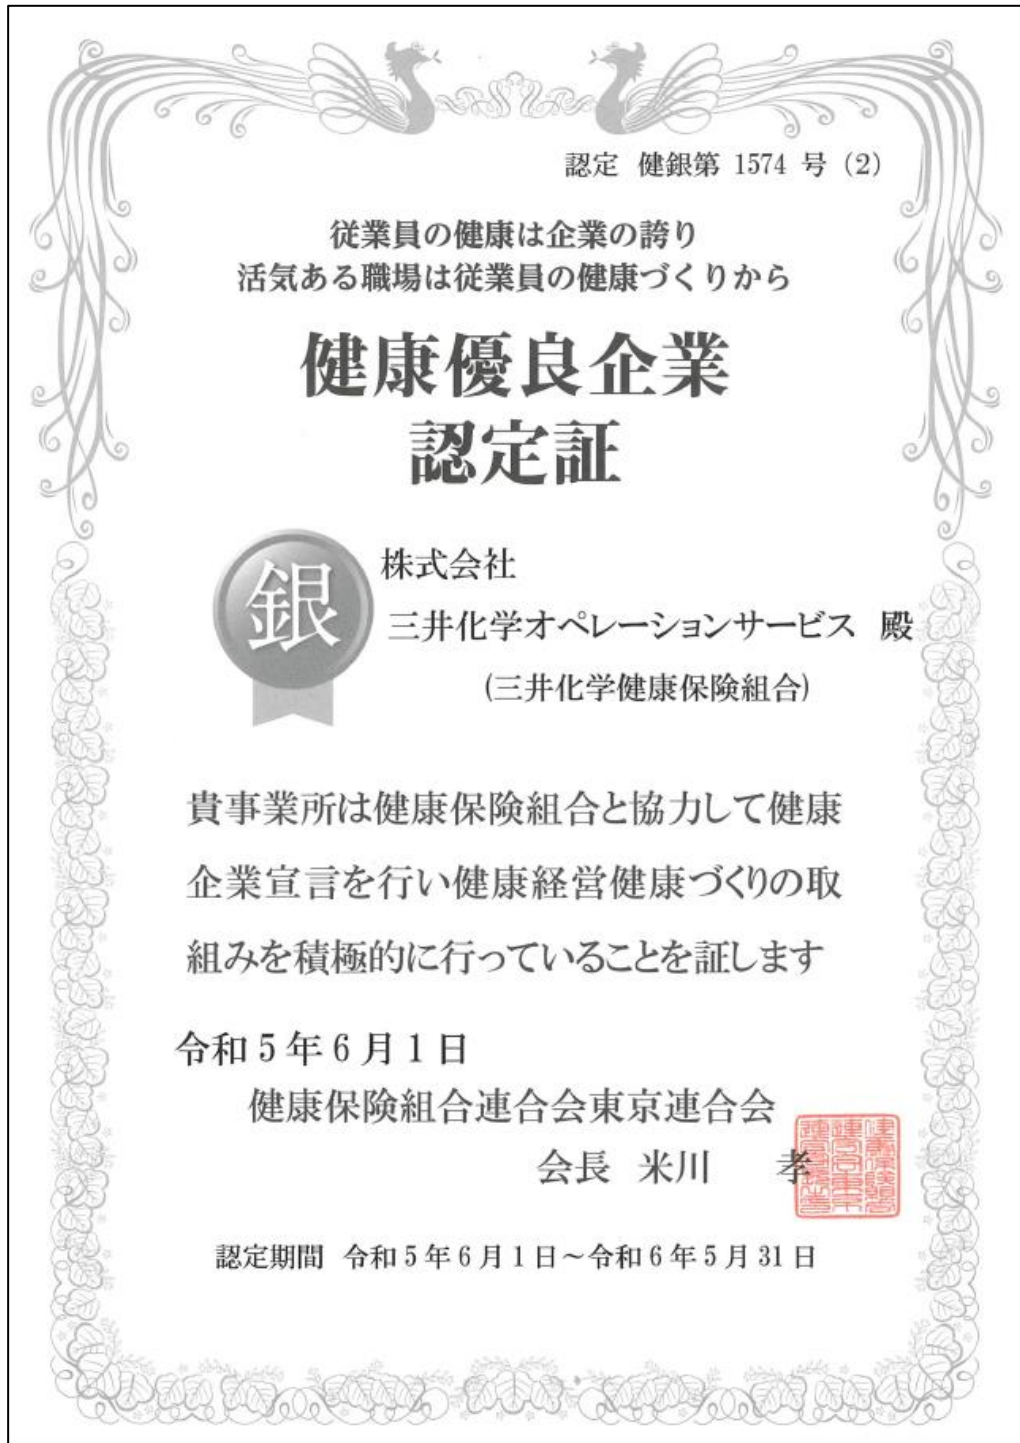 認定 健銀第 1574 号 (2)
従業員の健康は企業の誇り
活気ある職場は従業員の健康づくりから
健康優良企業
認定証
銀
株式会社
三井化学オペレーションサービス 殿
(三井化学健康保険組合)
貴事業所は健康保険組合と協力して健康
企業宣言を行い健康経営健康づくりの取
組みを積極的に行っていることを証します
令和5年6月1日
健康保険組合連合会東京連合会
会長 米川 孝
認定期間 令和5年6月1日～令和6年5月31日